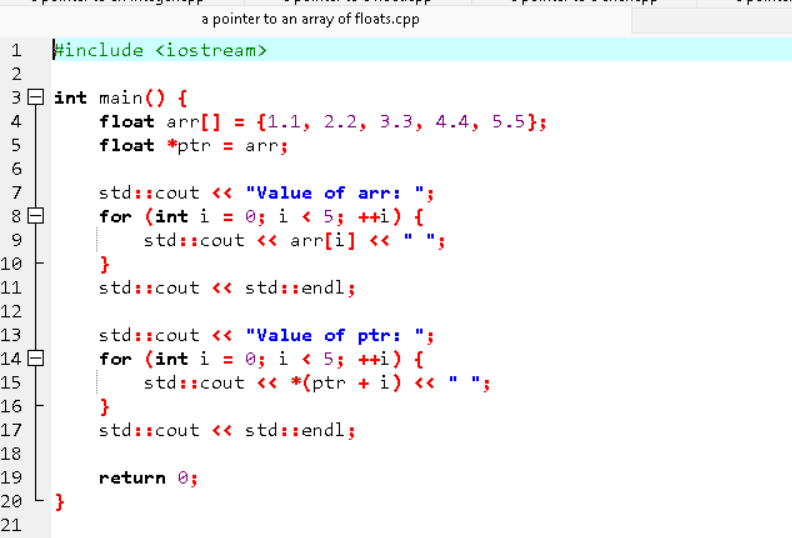 a pointer to an array of floats.cpp
1 #include <iostream>
2
3 int main() {
4 float arr[] = {1.1, 2.2, 3.3, 4.4, 5.5};
5 float *ptr = arr;
6
7 std::cout << "Value of arr: ";
8 for (int i = 0; i < 5; ++i) {
9 std::cout << arr[i] << " ";
10 }
11 std::cout << std::endl;
12
13 std::cout << "Value of ptr: ";
14 for (int i = 0; i < 5; ++i) {
15 std::cout << *(ptr + i) << " ";
16 }
17 std::cout << std::endl;
18
19 return 0;
20 }
21